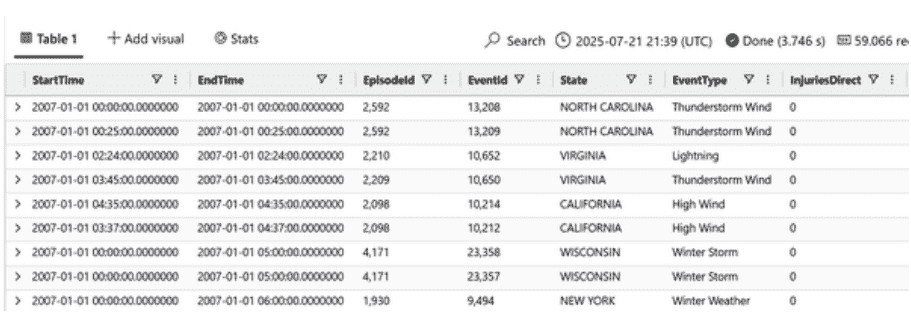 Table 1 Add visual Stats Search 2025-07-21 21:39 (UTC) Done (3.746 s) 59.066 re
StartTime EndTime EpisodeId EventId State EventType InjuriesDirect
2007-01-01 00:00:00.0000000 2007-01-01 00:00:00.0000000 2,592 13,208 NORTH CAROLINA Thunderstorm Wind 0
2007-01-01 00:25:00.0000000 2007-01-01 00:25:00.0000000 2,592 13,209 NORTH CAROLINA Thunderstorm Wind 0
2007-01-01 02:24:00.0000000 2007-01-01 02:24:00.0000000 2,210 10,652 VIRGINIA Lightning 0
2007-01-01 03:45:00.0000000 2007-01-01 03:45:00.0000000 2,209 10,650 VIRGINIA Thunderstorm Wind 0
2007-01-01 04:35:00.0000000 2007-01-01 04:35:00.0000000 2,098 10,214 CALIFORNIA High Wind 0
2007-01-01 03:37:00.0000000 2007-01-01 04:37:00.0000000 2,098 10,212 CALIFORNIA High Wind 0
2007-01-01 00:00:00.0000000 2007-01-01 05:00:00.0000000 4,171 23,358 WISCONSIN Winter Storm 0
2007-01-01 00:00:00.0000000 2007-01-01 05:00:00.0000000 4,171 23,357 WISCONSIN Winter Storm 0
2007-01-01 00:00:00.0000000 2007-01-01 06:00:00.0000000 1,930 9,494 NEW YORK Winter Weather 0